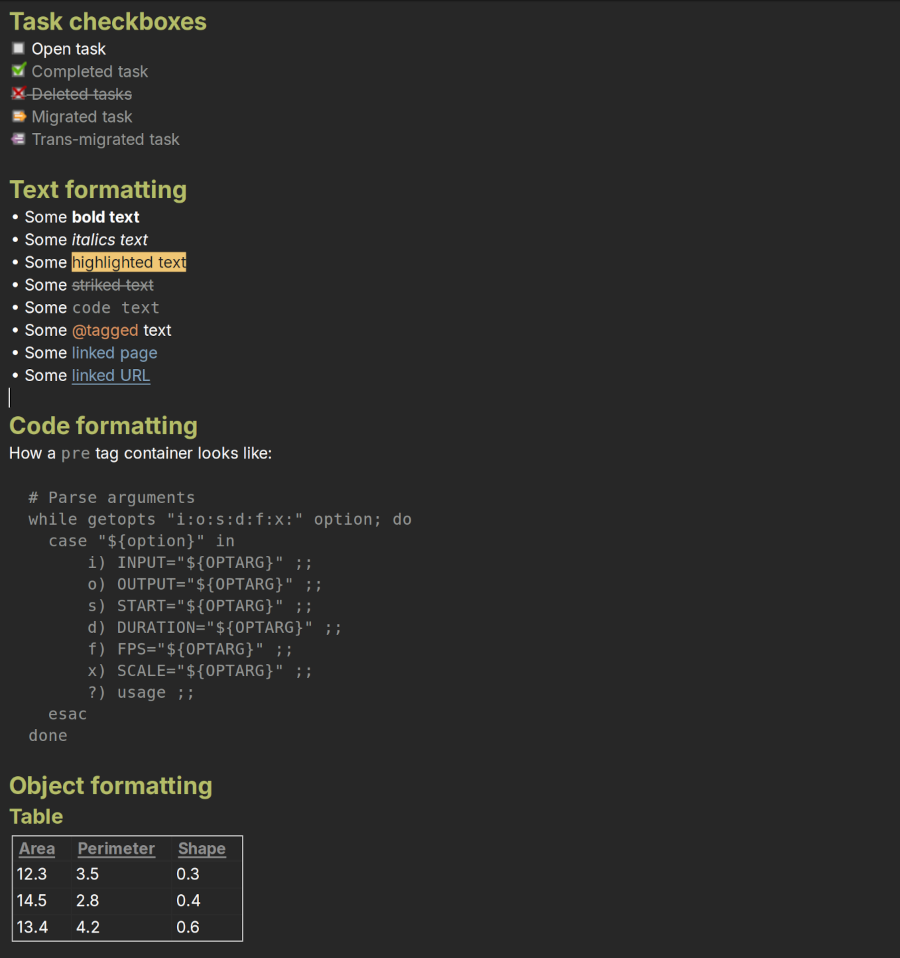 Task checkboxes
Open task
Completed task
Deleted tasks
Migrated task
Trans-migrated task
Text formatting
• Some bold text
• Some italics text
• Some highlighted text
• Some striked text
• Some code text
• Some @tagged text
• Some linked page
• Some linked URL
Code formatting
How a pre tag container looks like:
# Parse arguments
while getopts "i:o:s:d:f:x:" option; do
  case "${option}" in
      i) INPUT="${OPTARG}" ;;
      o) OUTPUT="${OPTARG}" ;;
      s) START="${OPTARG}" ;;
      d) DURATION="${OPTARG}" ;;
      f) FPS="${OPTARG}" ;;
      x) SCALE="${OPTARG}" ;;
      ?) usage ;;
  esac
done
Object formatting
Table
Area Perimeter Shape
12.3 3.5 0.3
14.5 2.8 0.4
13.4 4.2 0.6